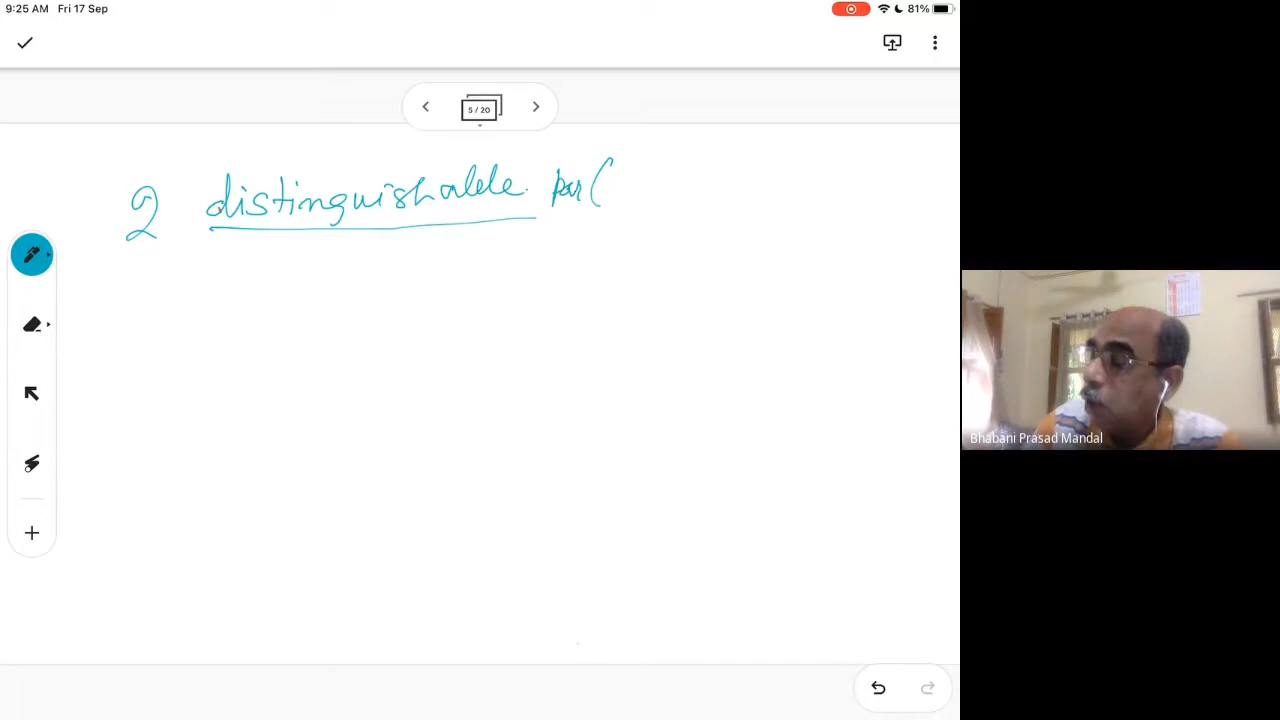 9:25 AM Fri 17 Sep
81%
5 / 20
2 distinguishable par(
Bhabani Prasad Mandal